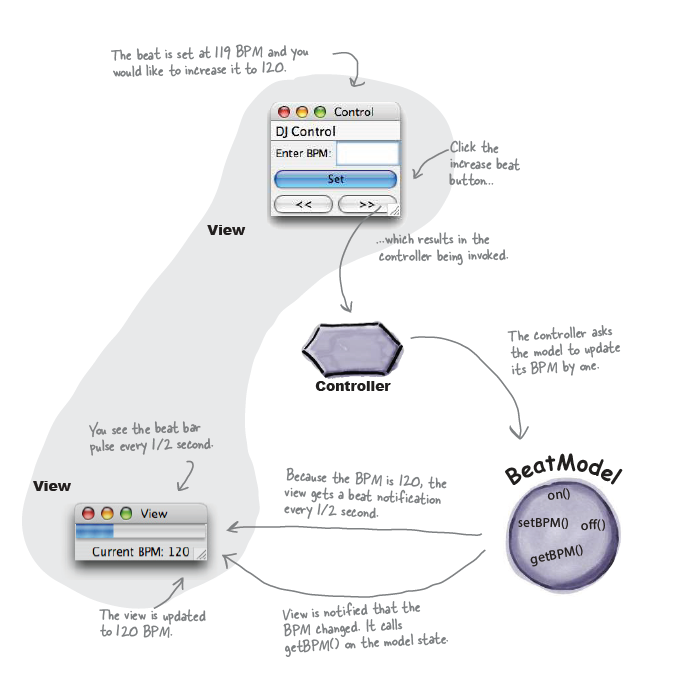 The beat is set at 119 BPM and you
would like to increase it to 120.
Control
DJ Control
Enter BPM:
Set
<<
>>
Click the
increase beat
button...
View
...which results in the
controller being invoked.
Controller
The controller asks
the model to update
its BPM by one.
You see the beat bar
pulse every 1/2 second.
View
View
Current BPM: 120
Because the BPM is 120, the
view gets a beat notification
every 1/2 second.
BeatModel
on()
setBPM()
off()
getBPM()
The view is updated
to 120 BPM.
View is notified that the
BPM changed. It calls
getBPM() on the model state.